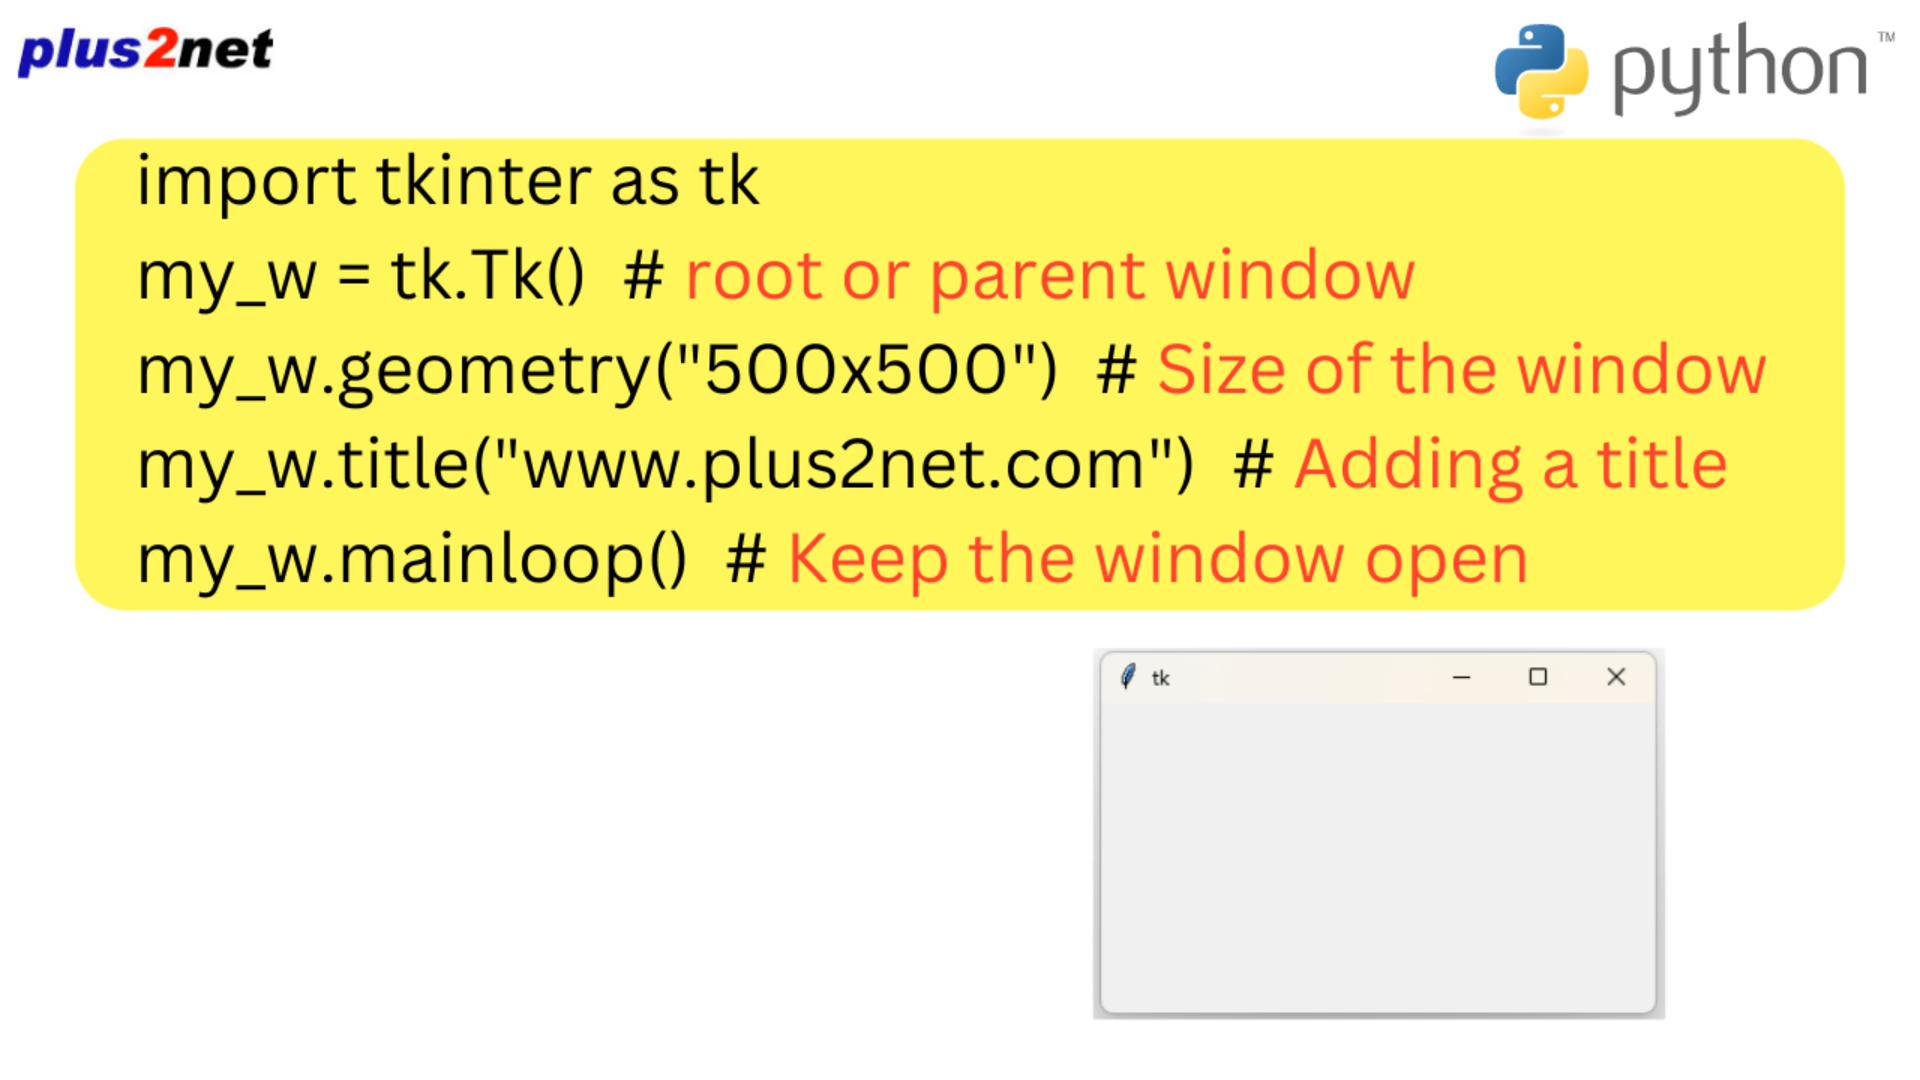 plus2net
python™
import tkinter as tk
my_w = tk.Tk()  # root or parent window
my_w.geometry("500x500")  # Size of the window
my_w.title("www.plus2net.com")  # Adding a title
my_w.mainloop()  # Keep the window open
tk